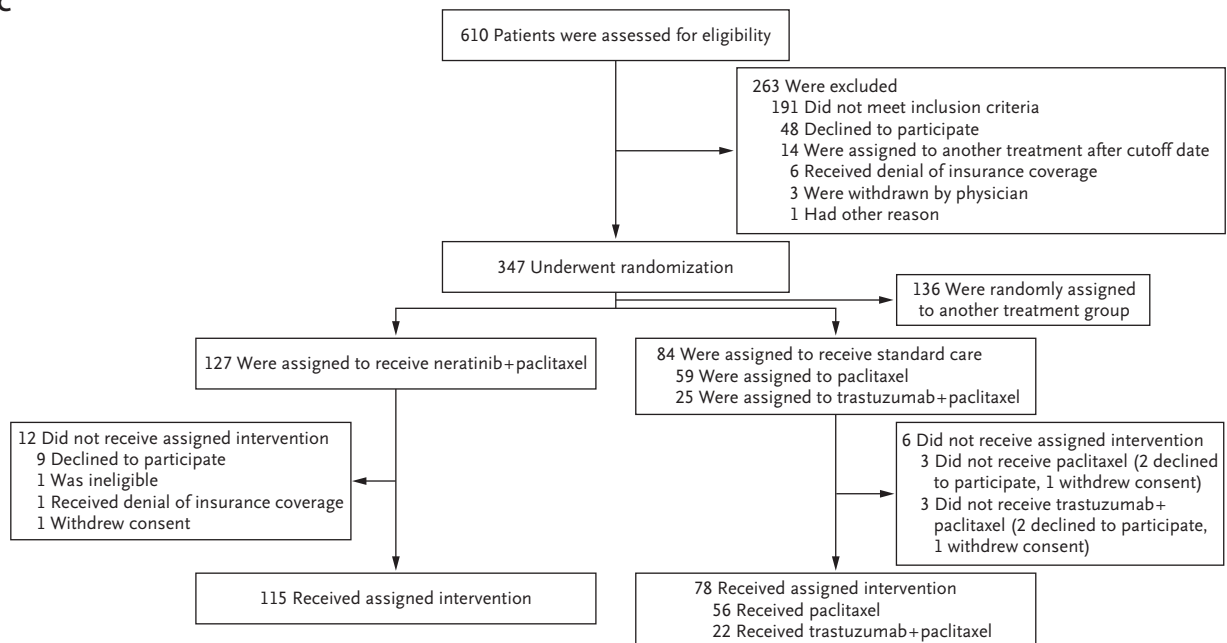 C
610 Patients were assessed for eligibility
263 Were excluded
191 Did not meet inclusion criteria
48 Declined to participate
14 Were assigned to another treatment after cutoff date
6 Received denial of insurance coverage
3 Were withdrawn by physician
1 Had other reason
347 Underwent randomization
136 Were randomly assigned
to another treatment group
127 Were assigned to receive neratinib+paclitaxel
84 Were assigned to receive standard care
59 Were assigned to paclitaxel
25 Were assigned to trastuzumab+paclitaxel
12 Did not receive assigned intervention
9 Declined to participate
1 Was ineligible
1 Received denial of insurance coverage
1 Withdrew consent
6 Did not receive assigned intervention
3 Did not receive paclitaxel (2 declined
to participate, 1 withdrew consent)
3 Did not receive trastuzumab+
paclitaxel (2 declined to participate,
1 withdrew consent)
115 Received assigned intervention
78 Received assigned intervention
56 Received paclitaxel
22 Received trastuzumab+paclitaxel